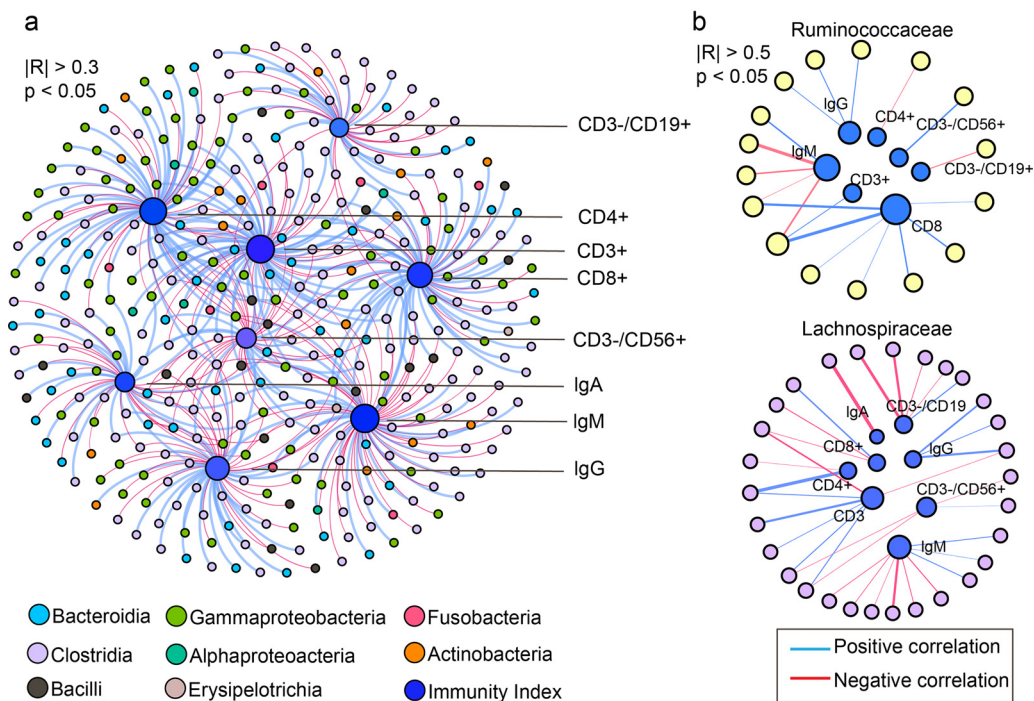 a
|R| > 0.3
p < 0.05
CD3-/CD19+
CD4+
CD3+
CD8+
CD3-/CD56+
IgA
IgM
IgG
Bacteroidia
Gammaproteobacteria
Fusobacteria
Clostridia
Alphaproteoacteria
Actinobacteria
Bacilli
Erysipelotrichia
Immunity Index
b
Ruminococcaceae
|R| > 0.5
p < 0.05
IgG
CD4+
CD3-/CD56+
IgM
CD3-/CD19+
CD3+
CD8
Lachnospiraceae
IgA
CD3-/CD19
CD8+
IgG
CD4+
CD3-/CD56+
CD3
IgM
Positive correlation
Negative correlation